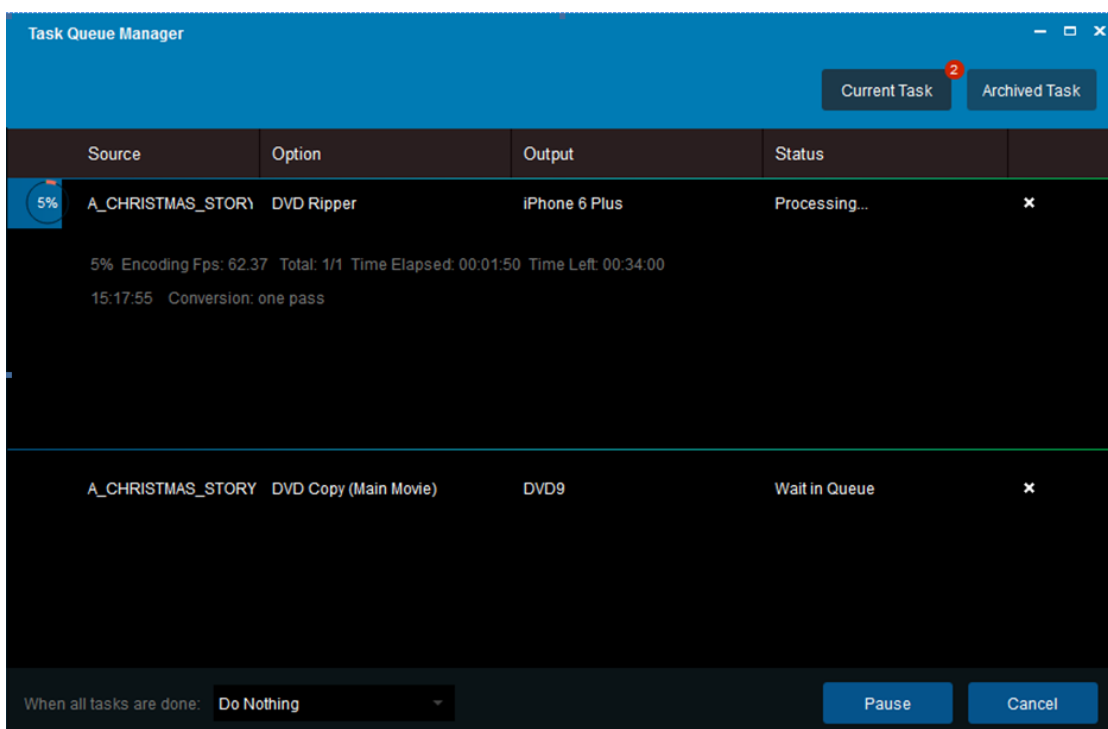 Task Queue Manager
2
Current Task Archived Task
Source Option Output Status
5% A_CHRISTMAS_STORY DVD Ripper iPhone 6 Plus Processing...
5% Encoding Fps: 62.37 Total: 1/1 Time Elapsed: 00:01:50 Time Left: 00:34:00
15:17:55 Conversion: one pass
A_CHRISTMAS_STORY DVD Copy (Main Movie) DVD9 Wait in Queue
When all tasks are done: Do Nothing Pause Cancel